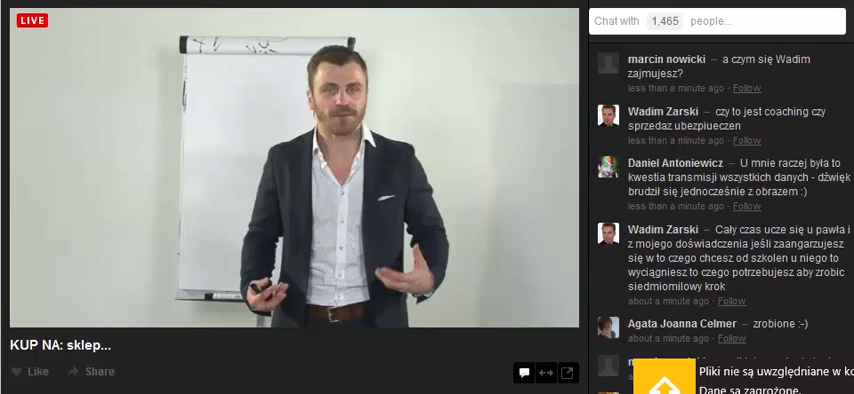 LIVE
KUP NA: sklep...
Like
Share
Chat with 1,465 people...
marcin nowicki – a czym się Wadim
zajmujesz?
less than a minute ago · Follow
Wadim Zarski – czy to jest coaching czy
sprzedaz ubezpiueczen
less than a minute ago · Follow
Daniel Antoniewicz – U mnie raczej była to
kwestia transmisji wszystkich danych - dźwięk
brudził się jednocześnie z obrazem :)
less than a minute ago · Follow
Wadim Zarski – Cały czas ucze się u pawła i
z mojego doświadczenia jeśli zaangarzujesz
się w to czego chcesz od szkolen u niego to
wyciągniesz to czego potrzebujesz aby zrobic
siedmiomilowy krok
about a minute ago · Follow
Agata Joanna Celmer – zrobione :-)
about a minute ago · Follow
Pliki nie są uwzględniane w ko
Dane są zagrożone.